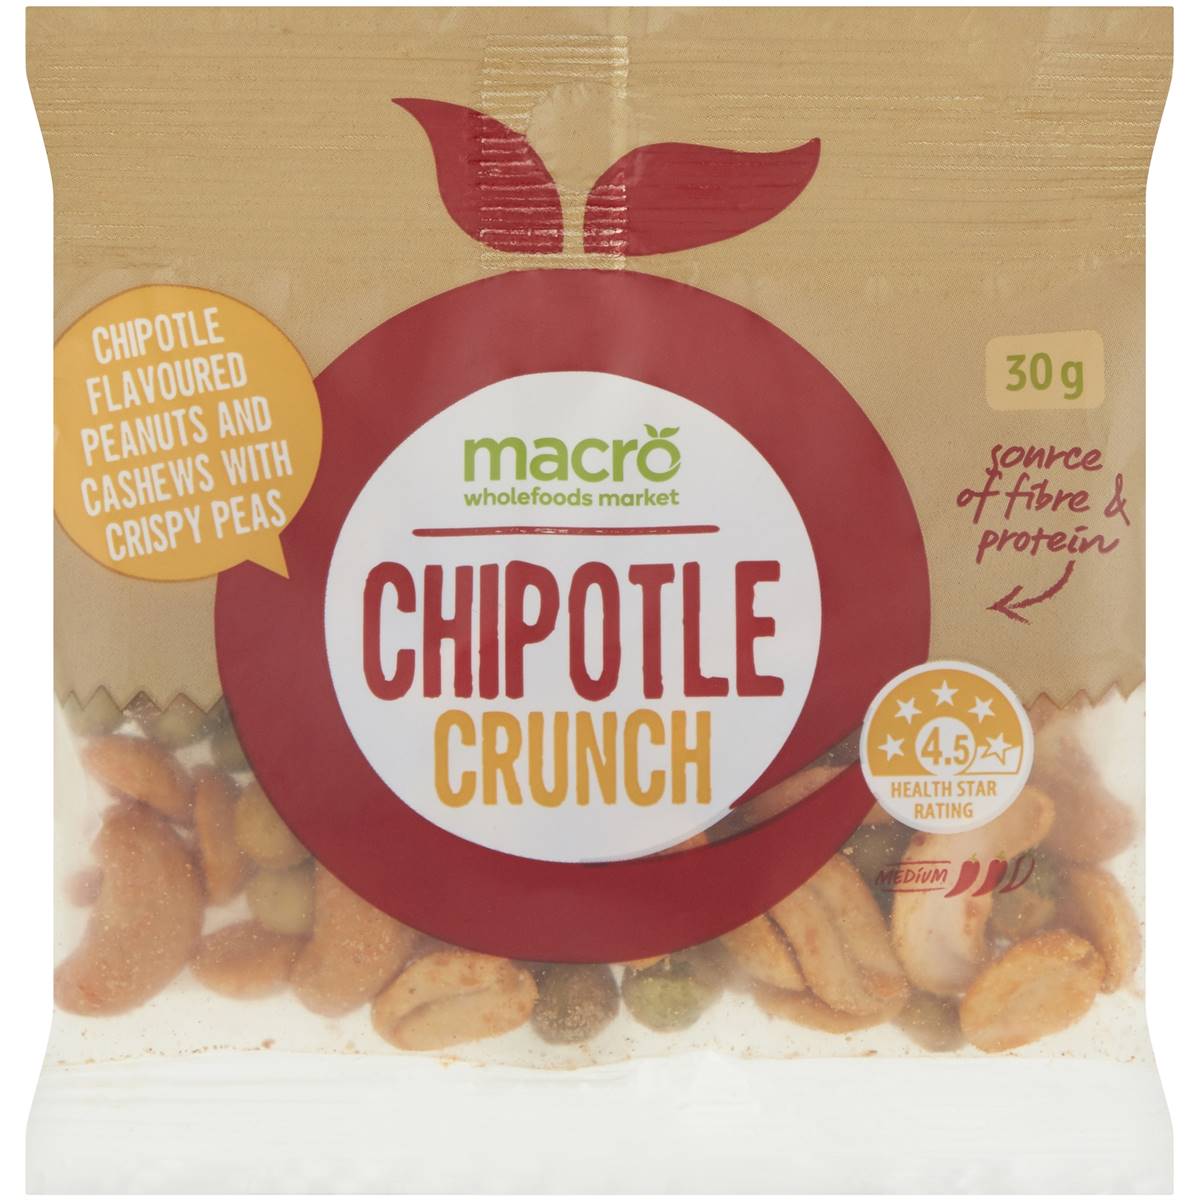 CHIPOTLE
FLAVOURED
PEANUTS AND
CASHEWS WITH
CRISPY PEAS
macro
wholefoods market
CHIPOTLE
CRUNCH
30g
source
of fibre &
protein
4.5
HEALTH STAR
RATING
MEDIUM